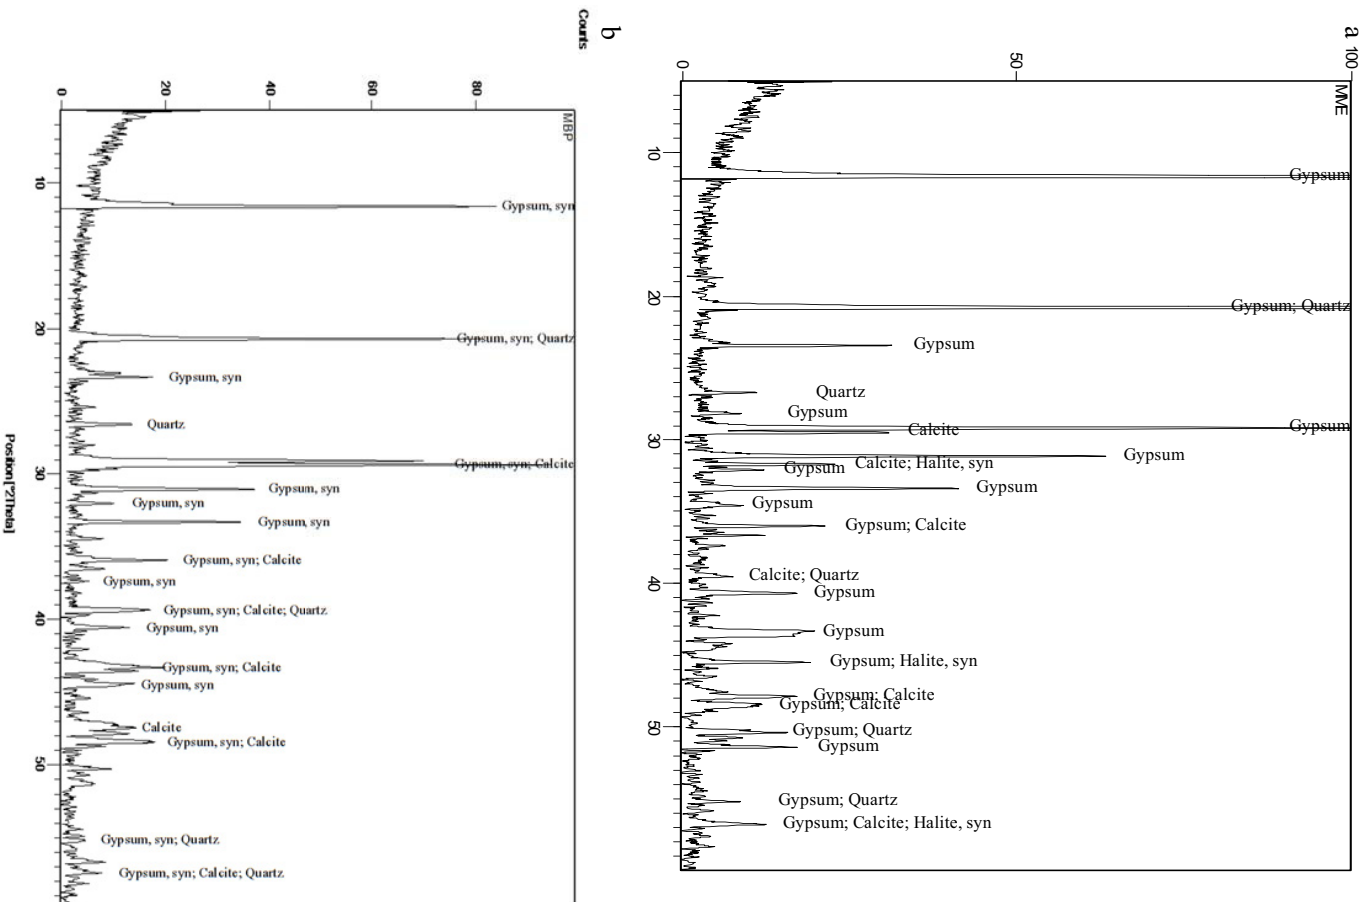 a
100
50
0
MME
10
20
30
40
50
Gypsum
Gypsum; Quartz
Gypsum
Quartz
Gypsum
Gypsum
Calcite
Gypsum
Calcite; Halite, syn
Gypsum
Gypsum
Gypsum
Gypsum; Calcite
Calcite; Quartz
Gypsum
Gypsum
Gypsum; Halite, syn
Gypsum; Calcite
Gypsum; Calcite
Gypsum; Quartz
Gypsum
Gypsum; Quartz
Gypsum; Calcite; Halite, syn
b
Counts
80
60
40
20
0
MBP
10
20
30
40
50
Position [°2Theta]
Gypsum, syn
Gypsum, syn; Quartz
Gypsum, syn
Quartz
Gypsum, syn; Calcite
Gypsum, syn
Gypsum, syn
Gypsum, syn
Gypsum, syn; Calcite
Gypsum, syn
Gypsum, syn; Calcite; Quartz
Gypsum, syn
Gypsum, syn; Calcite
Gypsum, syn
Calcite
Gypsum, syn; Calcite
Gypsum, syn; Quartz
Gypsum, syn; Calcite; Quartz